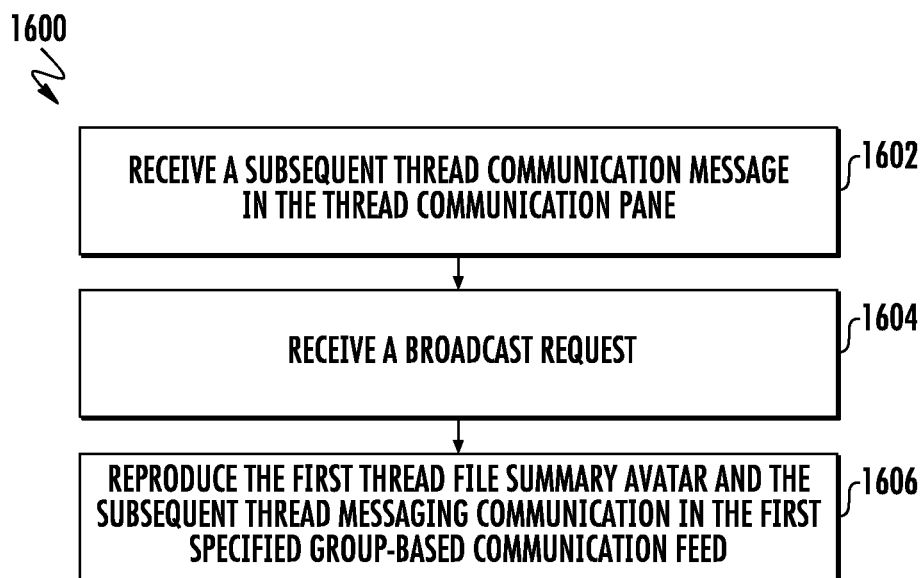 1600
RECEIVE A SUBSEQUENT THREAD COMMUNICATION MESSAGE
IN THE THREAD COMMUNICATION PANE
1602
RECEIVE A BROADCAST REQUEST
1604
REPRODUCE THE FIRST THREAD FILE SUMMARY AVATAR AND THE
SUBSEQUENT THREAD MESSAGING COMMUNICATION IN THE FIRST
SPECIFIED GROUP-BASED COMMUNICATION FEED
1606